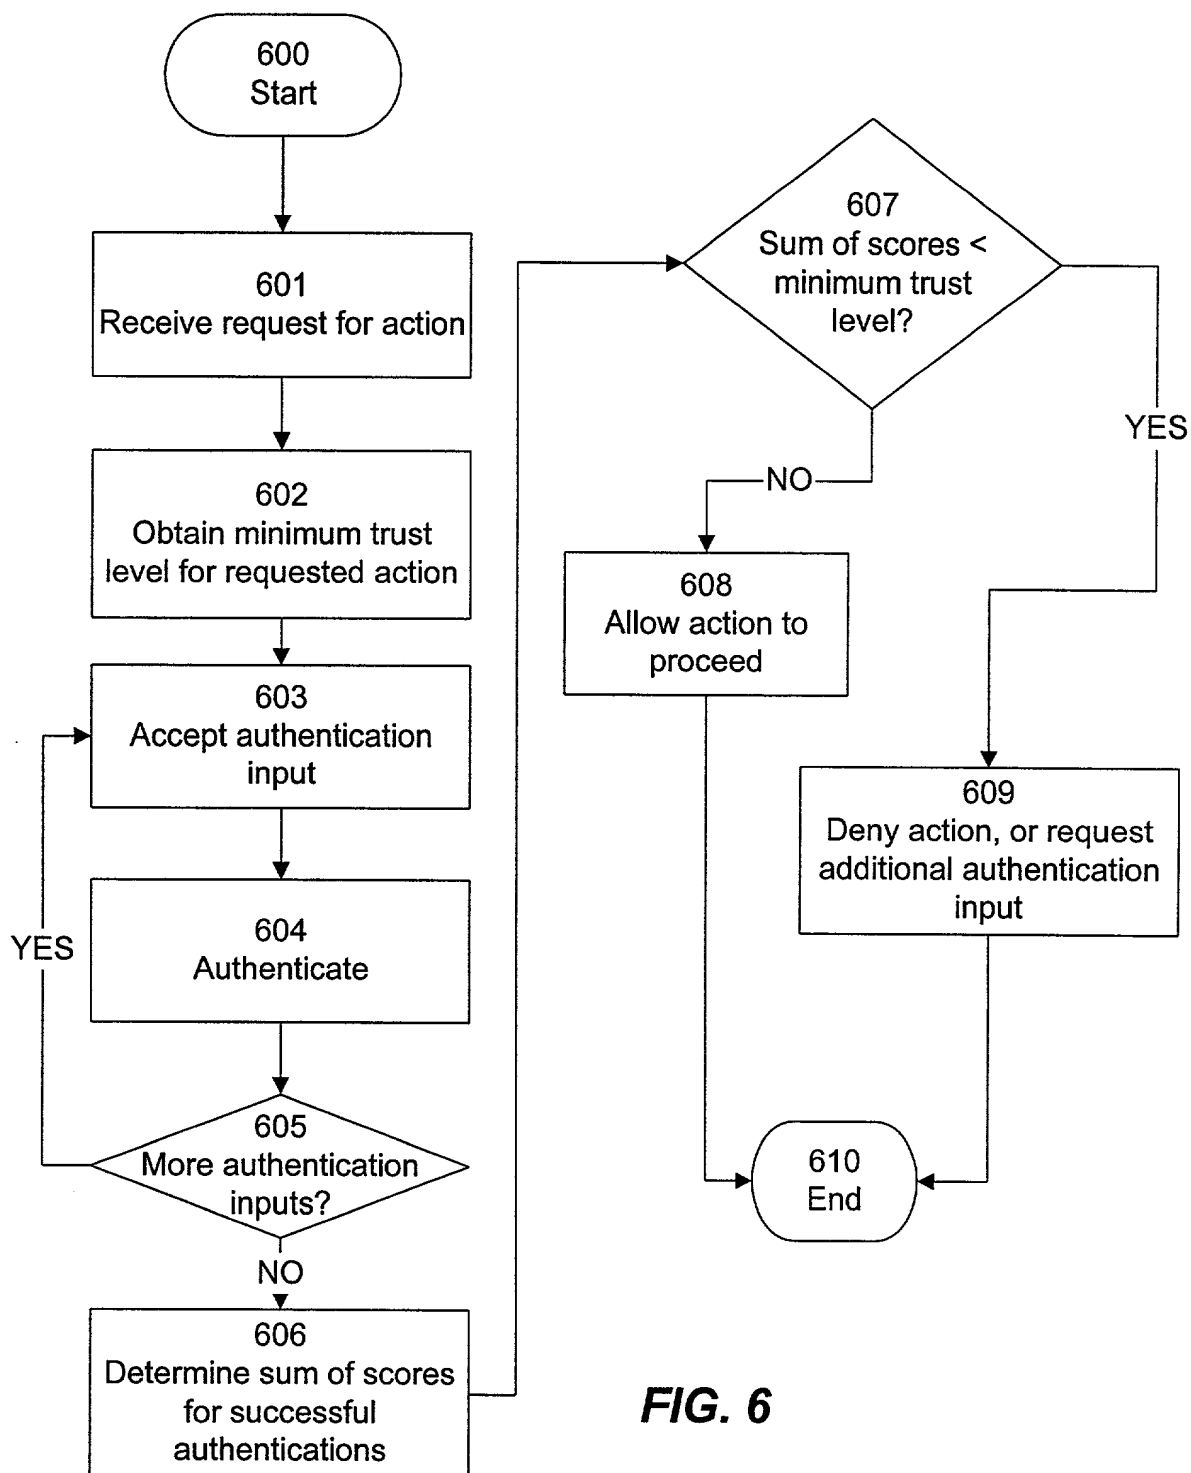 600
Start
601
Receive request for action
602
Obtain minimum trust
level for requested action
603
Accept authentication
input
604
Authenticate
YES
605
More authentication
inputs?
NO
606
Determine sum of scores
for successful
authentications
607
Sum of scores <
minimum trust
level?
YES
NO
608
Allow action to
proceed
609
Deny action, or request
additional authentication
input
610
End
FIG. 6